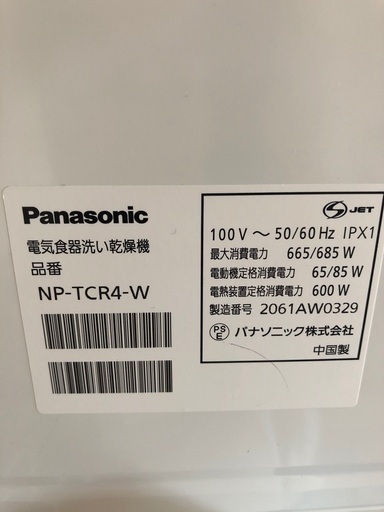 Panasonic
電気食器洗い乾燥機
品番
NP-TCR4-W
S JET
100 V ～ 50/60 Hz IPX1
最大消費電力 665/685 W
電動機定格消費電力 65/85 W
電熱装置定格消費電力 600 W
製造番号 2061AW0329
PSE パナソニック株式会社
中国製